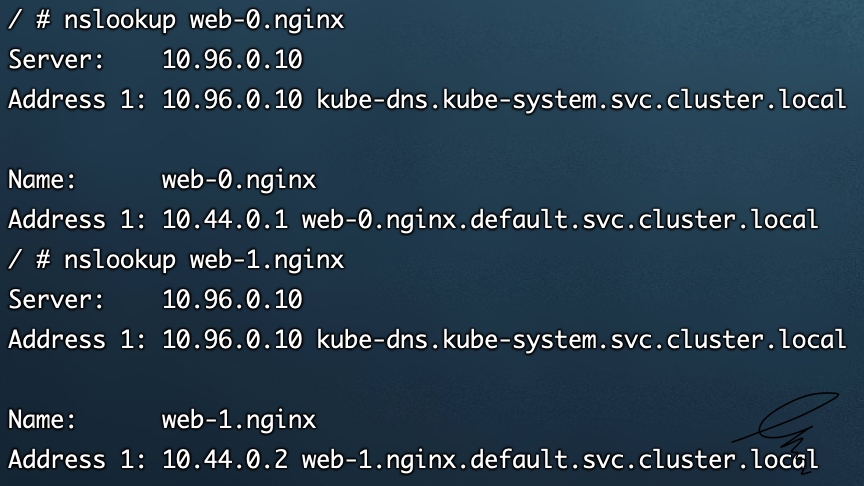 / # nslookup web-0.nginx
Server:    10.96.0.10
Address 1: 10.96.0.10 kube-dns.kube-system.svc.cluster.local
Name:      web-0.nginx
Address 1: 10.44.0.1 web-0.nginx.default.svc.cluster.local
/ # nslookup web-1.nginx
Server:    10.96.0.10
Address 1: 10.96.0.10 kube-dns.kube-system.svc.cluster.local
Name:      web-1.nginx
Address 1: 10.44.0.2 web-1.nginx.default.svc.cluster.local